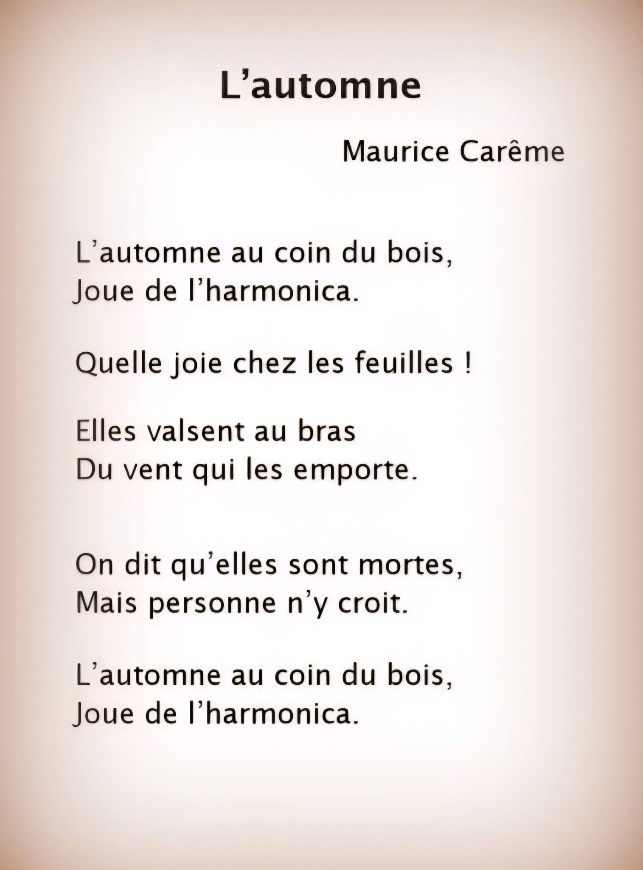 L'automne
Maurice Carême
L'automne au coin du bois,
Joue de l'harmonica.
Quelle joie chez les feuilles !
Elles valsent au bras
Du vent qui les emporte.
On dit qu'elles sont mortes,
Mais personne n'y croit.
L'automne au coin du bois,
Joue de l'harmonica.